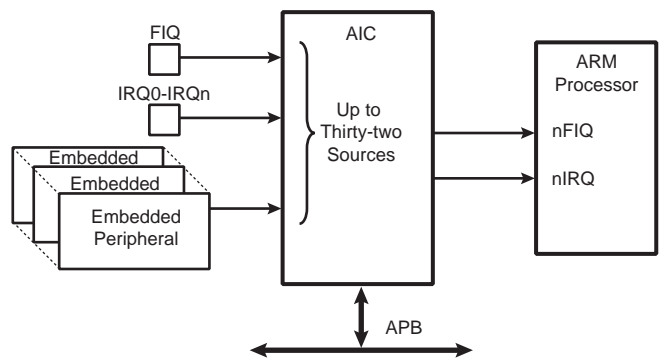 FIQ
IRQ0-IRQn
Embedded
Embedded
Embedded
Peripheral
AIC
Up to
Thirty-two
Sources
ARM
Processor
nFIQ
nIRQ
APB